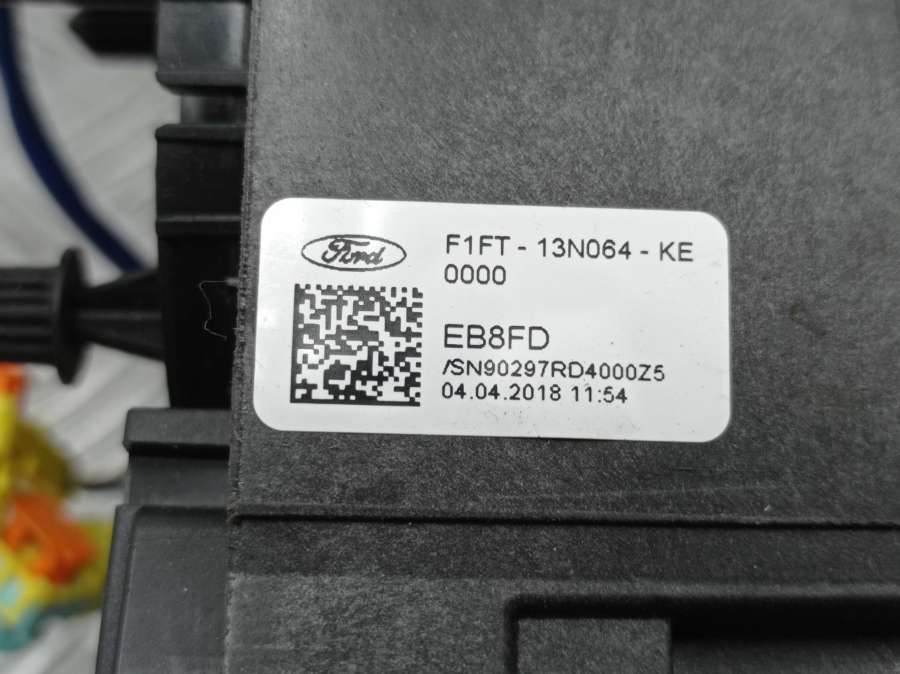 Ford
F1FT - 13N064 - KE
0000
EB8FD
/SN90297RD4000Z5
04.04.2018 11:54